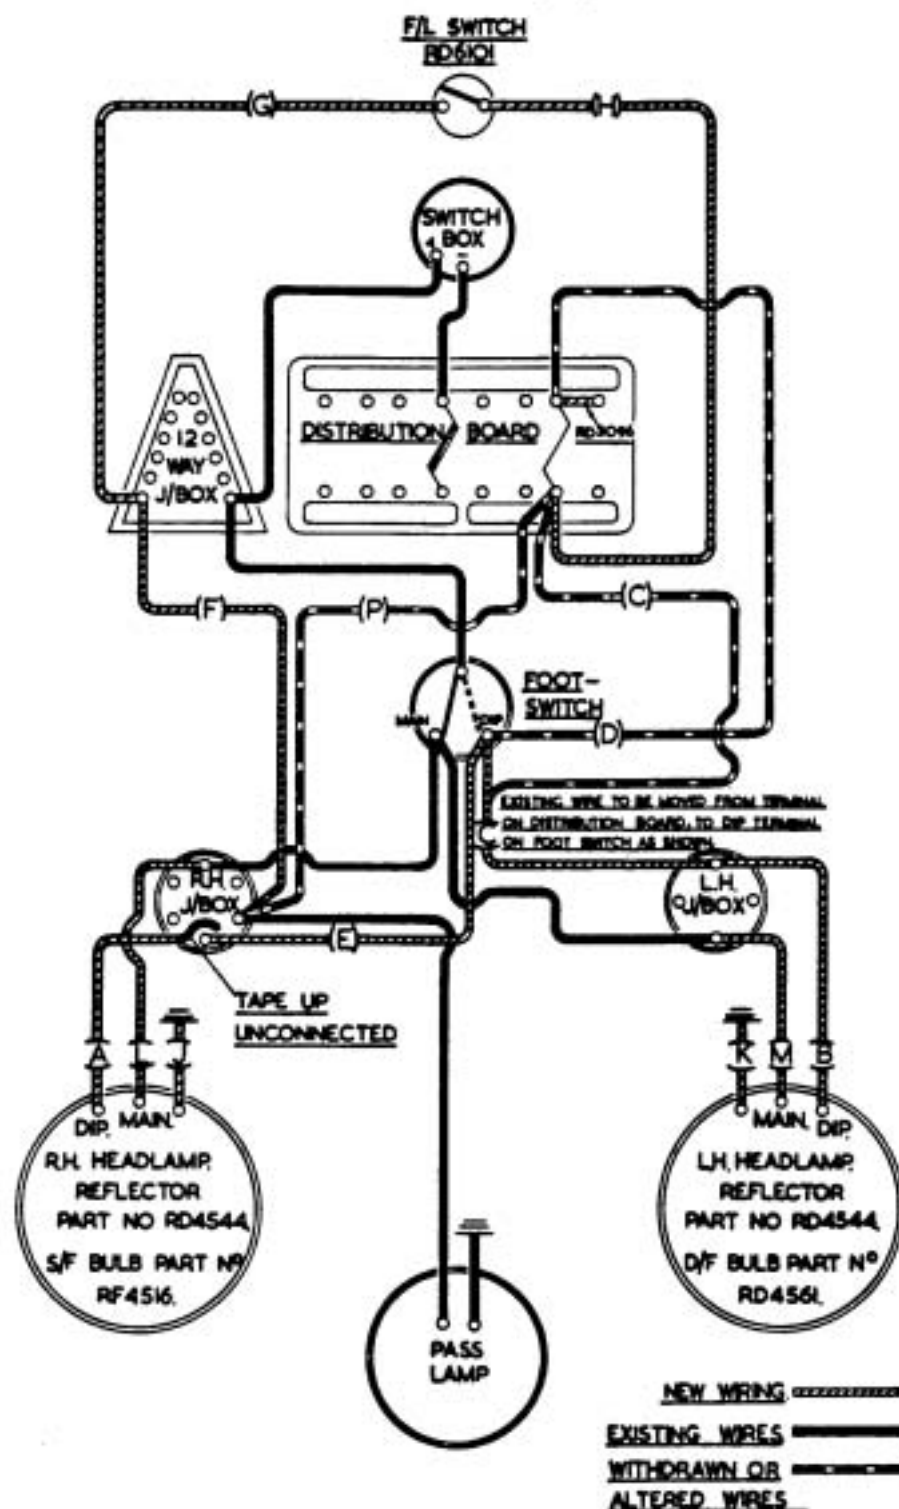 F/L SWITCH
RD6101
(G)
H
SWITCH
BOX
+ -
12
WAY
J/BOX
DISTRIBUTION BOARD
(F)
(P)
(C)
FOOT-
SWITCH
MAIN DIP
(D)
EXISTING WIRE TO BE MOVED FROM TERMINAL
ON DISTRIBUTION BOARD, TO DIP TERMINAL
ON FOOT SWITCH AS SHOWN.
R.H.
J/BOX
L.H.
J/BOX
(E)
TAPE UP
UNCONNECTED
A L J
K M B
DIP. MAIN.
R.H. HEADLAMP.
REFLECTOR
PART NO RD4544.
S/F BULB PART Nº
RF4516.
MAIN. DIP.
L.H. HEADLAMP.
REFLECTOR
PART NO RD4544.
D/F BULB PART Nº
RD4561.
PASS
LAMP
NEW WIRING
EXISTING WIRES
WITHDRAWN OR
ALTERED WIRES